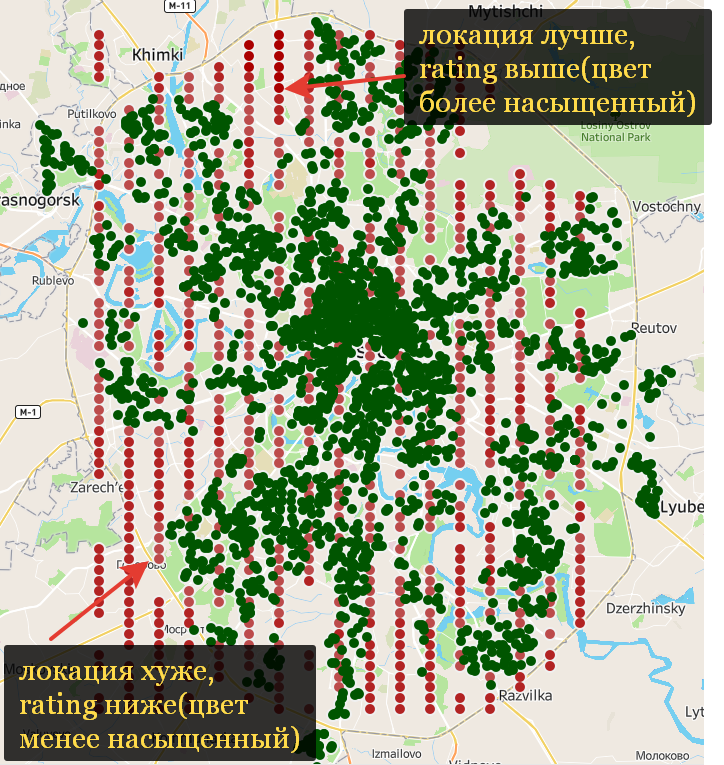 Mytishchi
M-11
локация лучше,
rating выше(цвет
более насыщенный)
Khimki
Putilkovo
Losiny Ostrov
National Park
rasnogorsk
Vostochny
Rublevo
Reutov
M-1
Zarech'e
Lyube
Dzerzhinsky
локация хуже,
rating ниже(цвет
менее насыщенный)
Razvilka
Izmailovo
Молоково